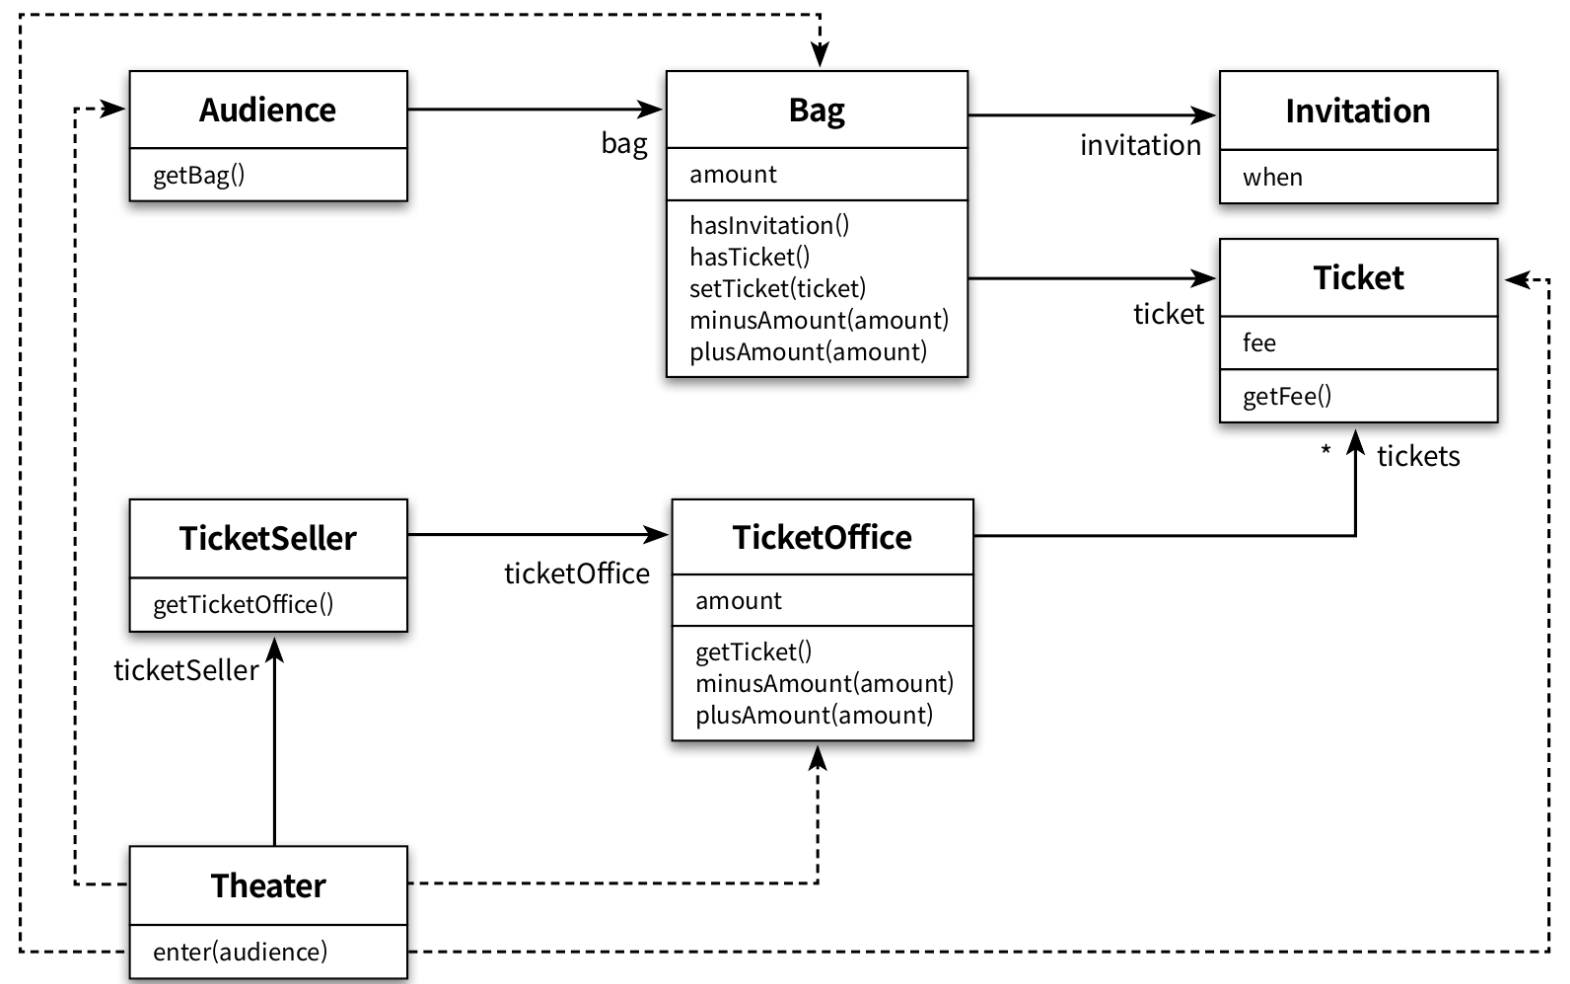 Audience
getBag()
bag
Bag
amount
hasInvitation()
hasTicket()
setTicket(ticket)
minusAmount(amount)
plusAmount(amount)
invitation
Invitation
when
ticket
Ticket
fee
getFee()
* tickets
TicketSeller
getTicketOffice()
ticketOffice
TicketOffice
amount
getTicket()
minusAmount(amount)
plusAmount(amount)
ticketSeller
Theater
enter(audience)